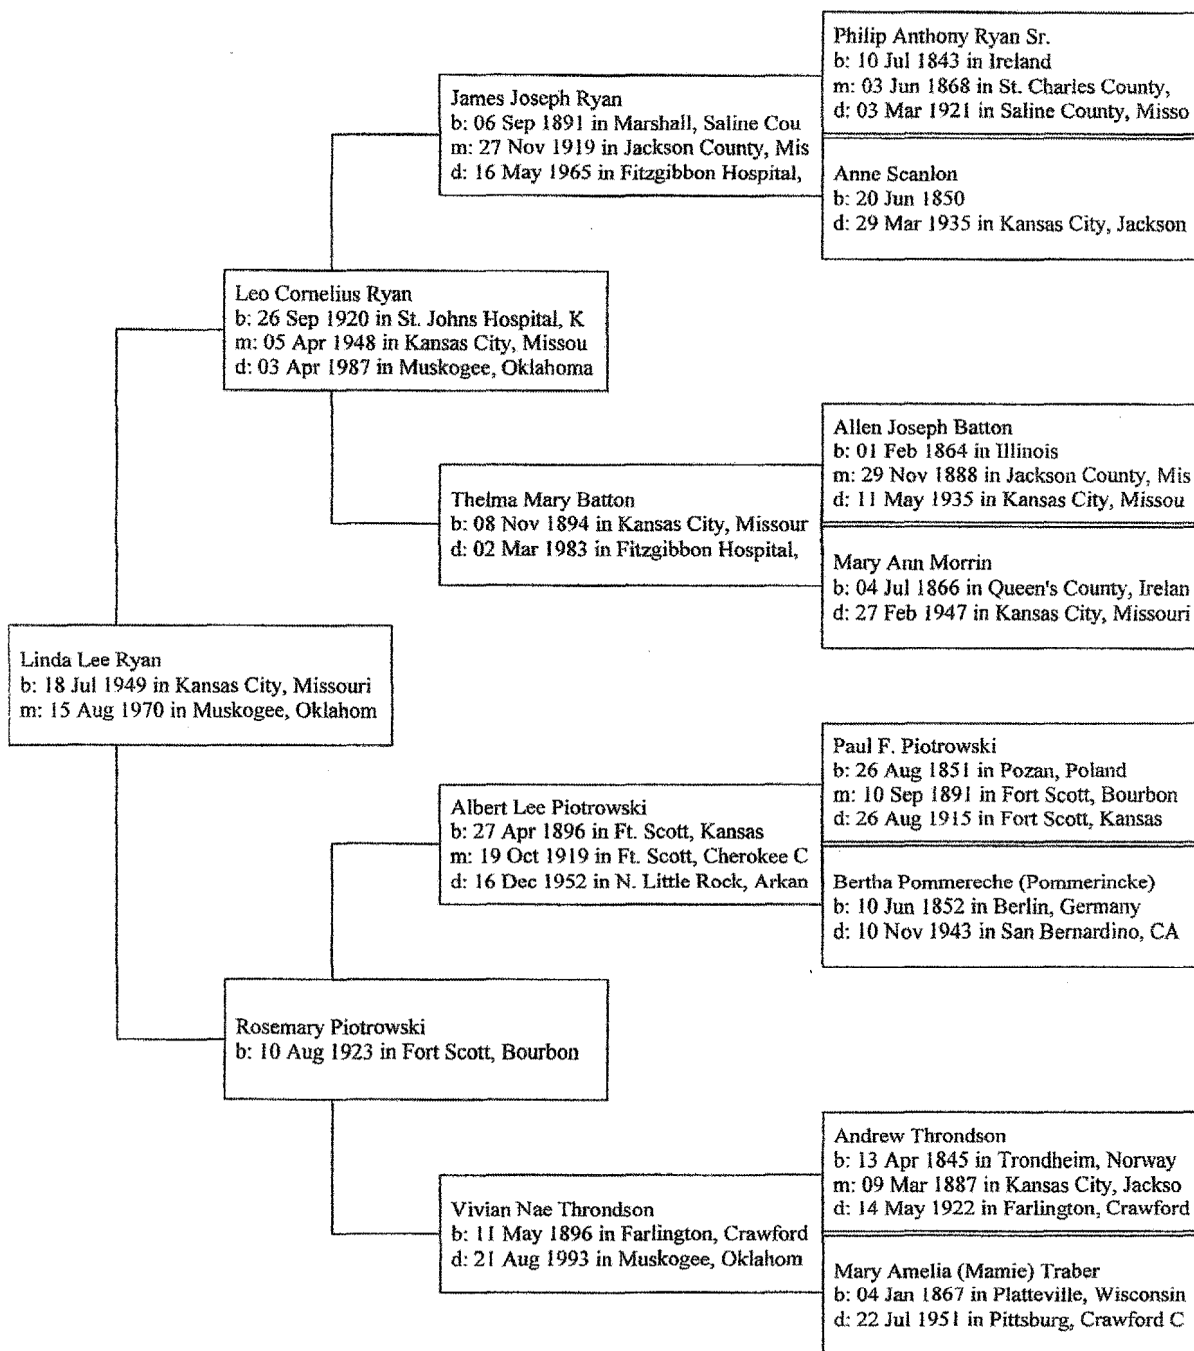 Philip Anthony Ryan Sr.
b: 10 Jul 1843 in Ireland
m: 03 Jun 1868 in St. Charles County,
d: 03 Mar 1921 in Saline County, Misso
James Joseph Ryan
b: 06 Sep 1891 in Marshall, Saline Cou
m: 27 Nov 1919 in Jackson County, Mis
d: 16 May 1965 in Fitzgibbon Hospital,
Anne Scanlon
b: 20 Jun 1850
d: 29 Mar 1935 in Kansas City, Jackson
Leo Cornelius Ryan
b: 26 Sep 1920 in St. Johns Hospital, K
m: 05 Apr 1948 in Kansas City, Missou
d: 03 Apr 1987 in Muskogee, Oklahoma
Allen Joseph Batton
b: 01 Feb 1864 in Illinois
m: 29 Nov 1888 in Jackson County, Mis
d: 11 May 1935 in Kansas City, Missou
Thelma Mary Batton
b: 08 Nov 1894 in Kansas City, Missour
d: 02 Mar 1983 in Fitzgibbon Hospital,
Mary Ann Morrin
b: 04 Jul 1866 in Queen's County, Irelan
d: 27 Feb 1947 in Kansas City, Missouri
Linda Lee Ryan
b: 18 Jul 1949 in Kansas City, Missouri
m: 15 Aug 1970 in Muskogee, Oklahom
Paul F. Piotrowski
b: 26 Aug 1851 in Pozan, Poland
m: 10 Sep 1891 in Fort Scott, Bourbon
d: 26 Aug 1915 in Fort Scott, Kansas
Albert Lee Piotrowski
b: 27 Apr 1896 in Ft. Scott, Kansas
m: 19 Oct 1919 in Ft. Scott, Cherokee C
d: 16 Dec 1952 in N. Little Rock, Arkan
Bertha Pommereche (Pommerincke)
b: 10 Jun 1852 in Berlin, Germany
d: 10 Nov 1943 in San Bernardino, CA
Rosemary Piotrowski
b: 10 Aug 1923 in Fort Scott, Bourbon
Andrew Throndson
b: 13 Apr 1845 in Trondheim, Norway
m: 09 Mar 1887 in Kansas City, Jackso
d: 14 May 1922 in Farlington, Crawford
Vivian Nae Throndson
b: 11 May 1896 in Farlington, Crawford
d: 21 Aug 1993 in Muskogee, Oklahom
Mary Amelia (Mamie) Traber
b: 04 Jan 1867 in Platteville, Wisconsin
d: 22 Jul 1951 in Pittsburg, Crawford C